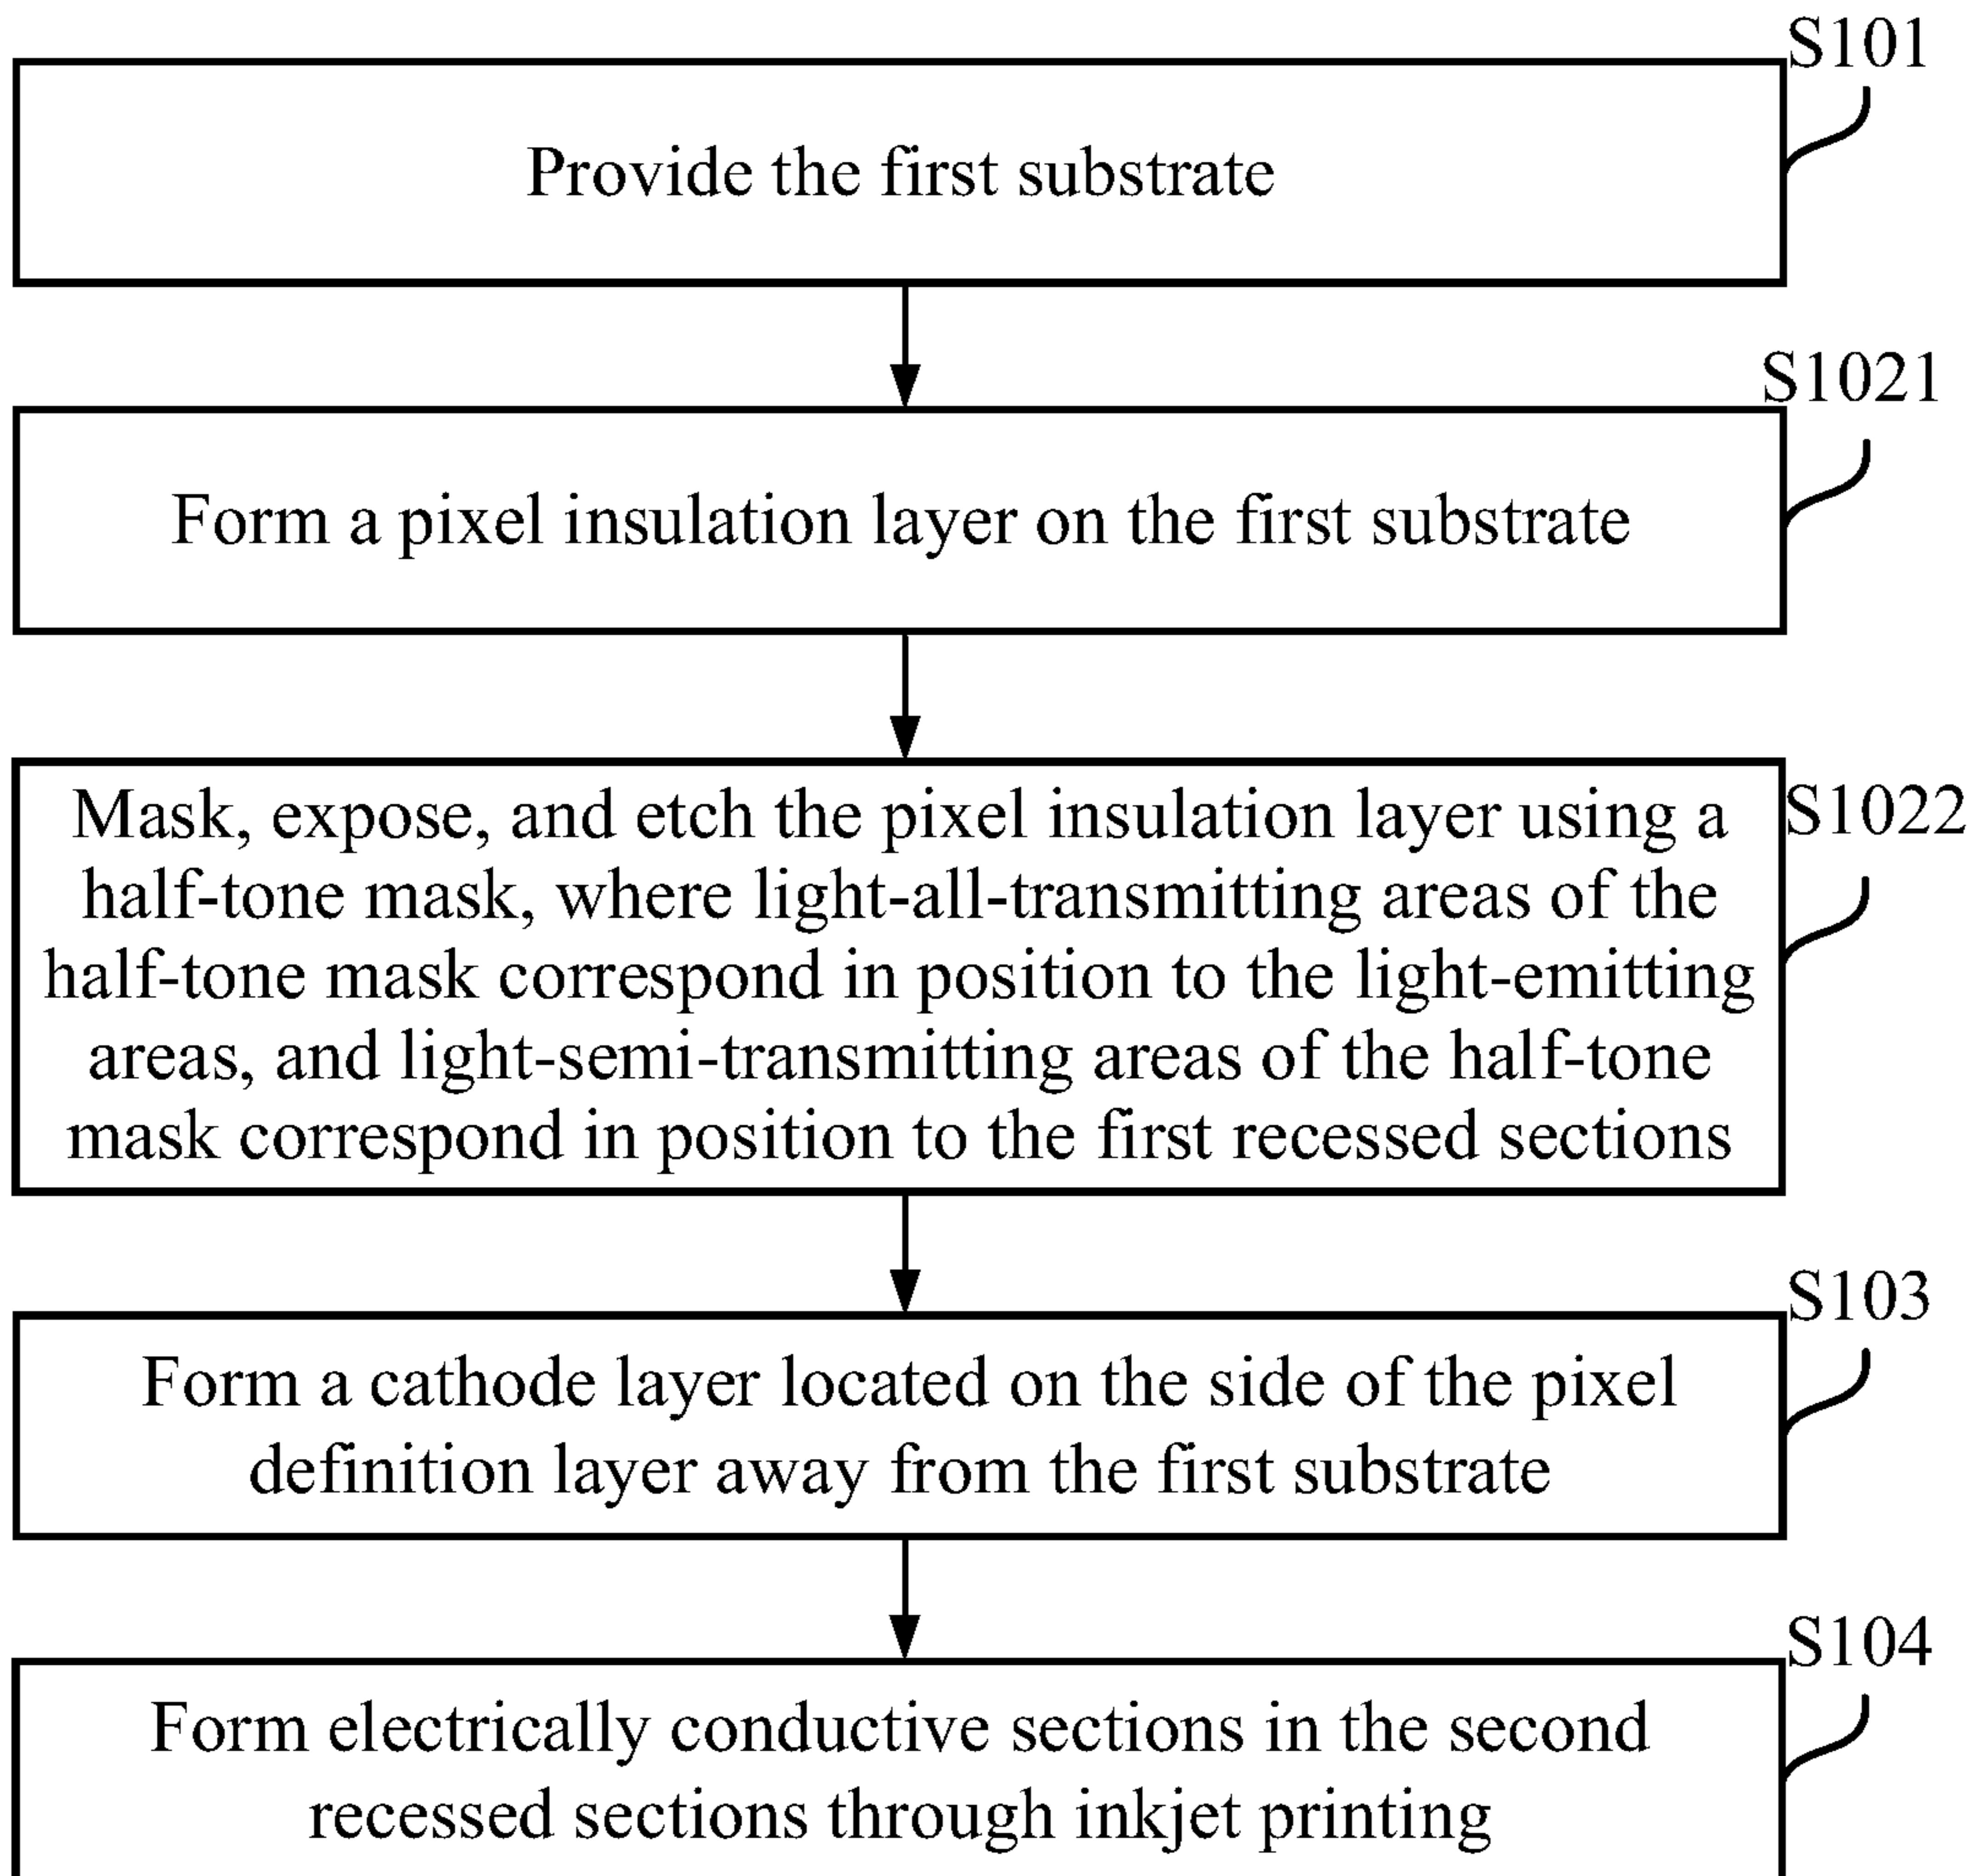 S101
Provide the first substrate
S1021
Form a pixel insulation layer on the first substrate
S1022
Mask, expose, and etch the pixel insulation layer using a
half-tone mask, where light-all-transmitting areas of the
half-tone mask correspond in position to the light-emitting
areas, and light-semi-transmitting areas of the half-tone
mask correspond in position to the first recessed sections
S103
Form a cathode layer located on the side of the pixel
definition layer away from the first substrate
S104
Form electrically conductive sections in the second
recessed sections through inkjet printing